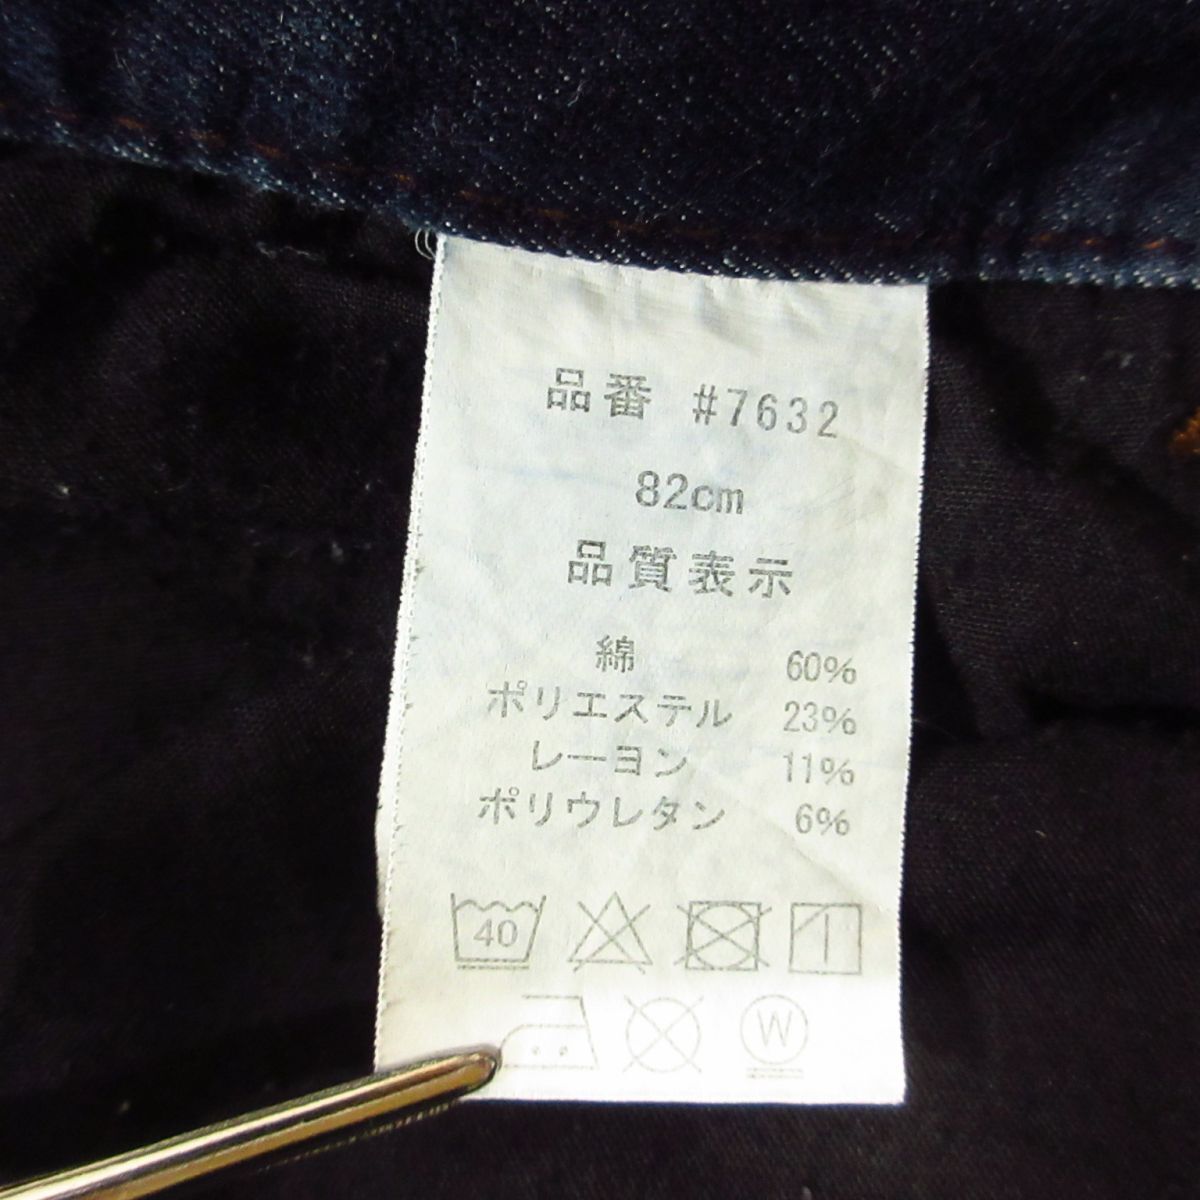 品番 #7632
82cm
品質表示
綿 60%
ポリエステル 23%
レーヨン 11%
ポリウレタン 6%
40
W